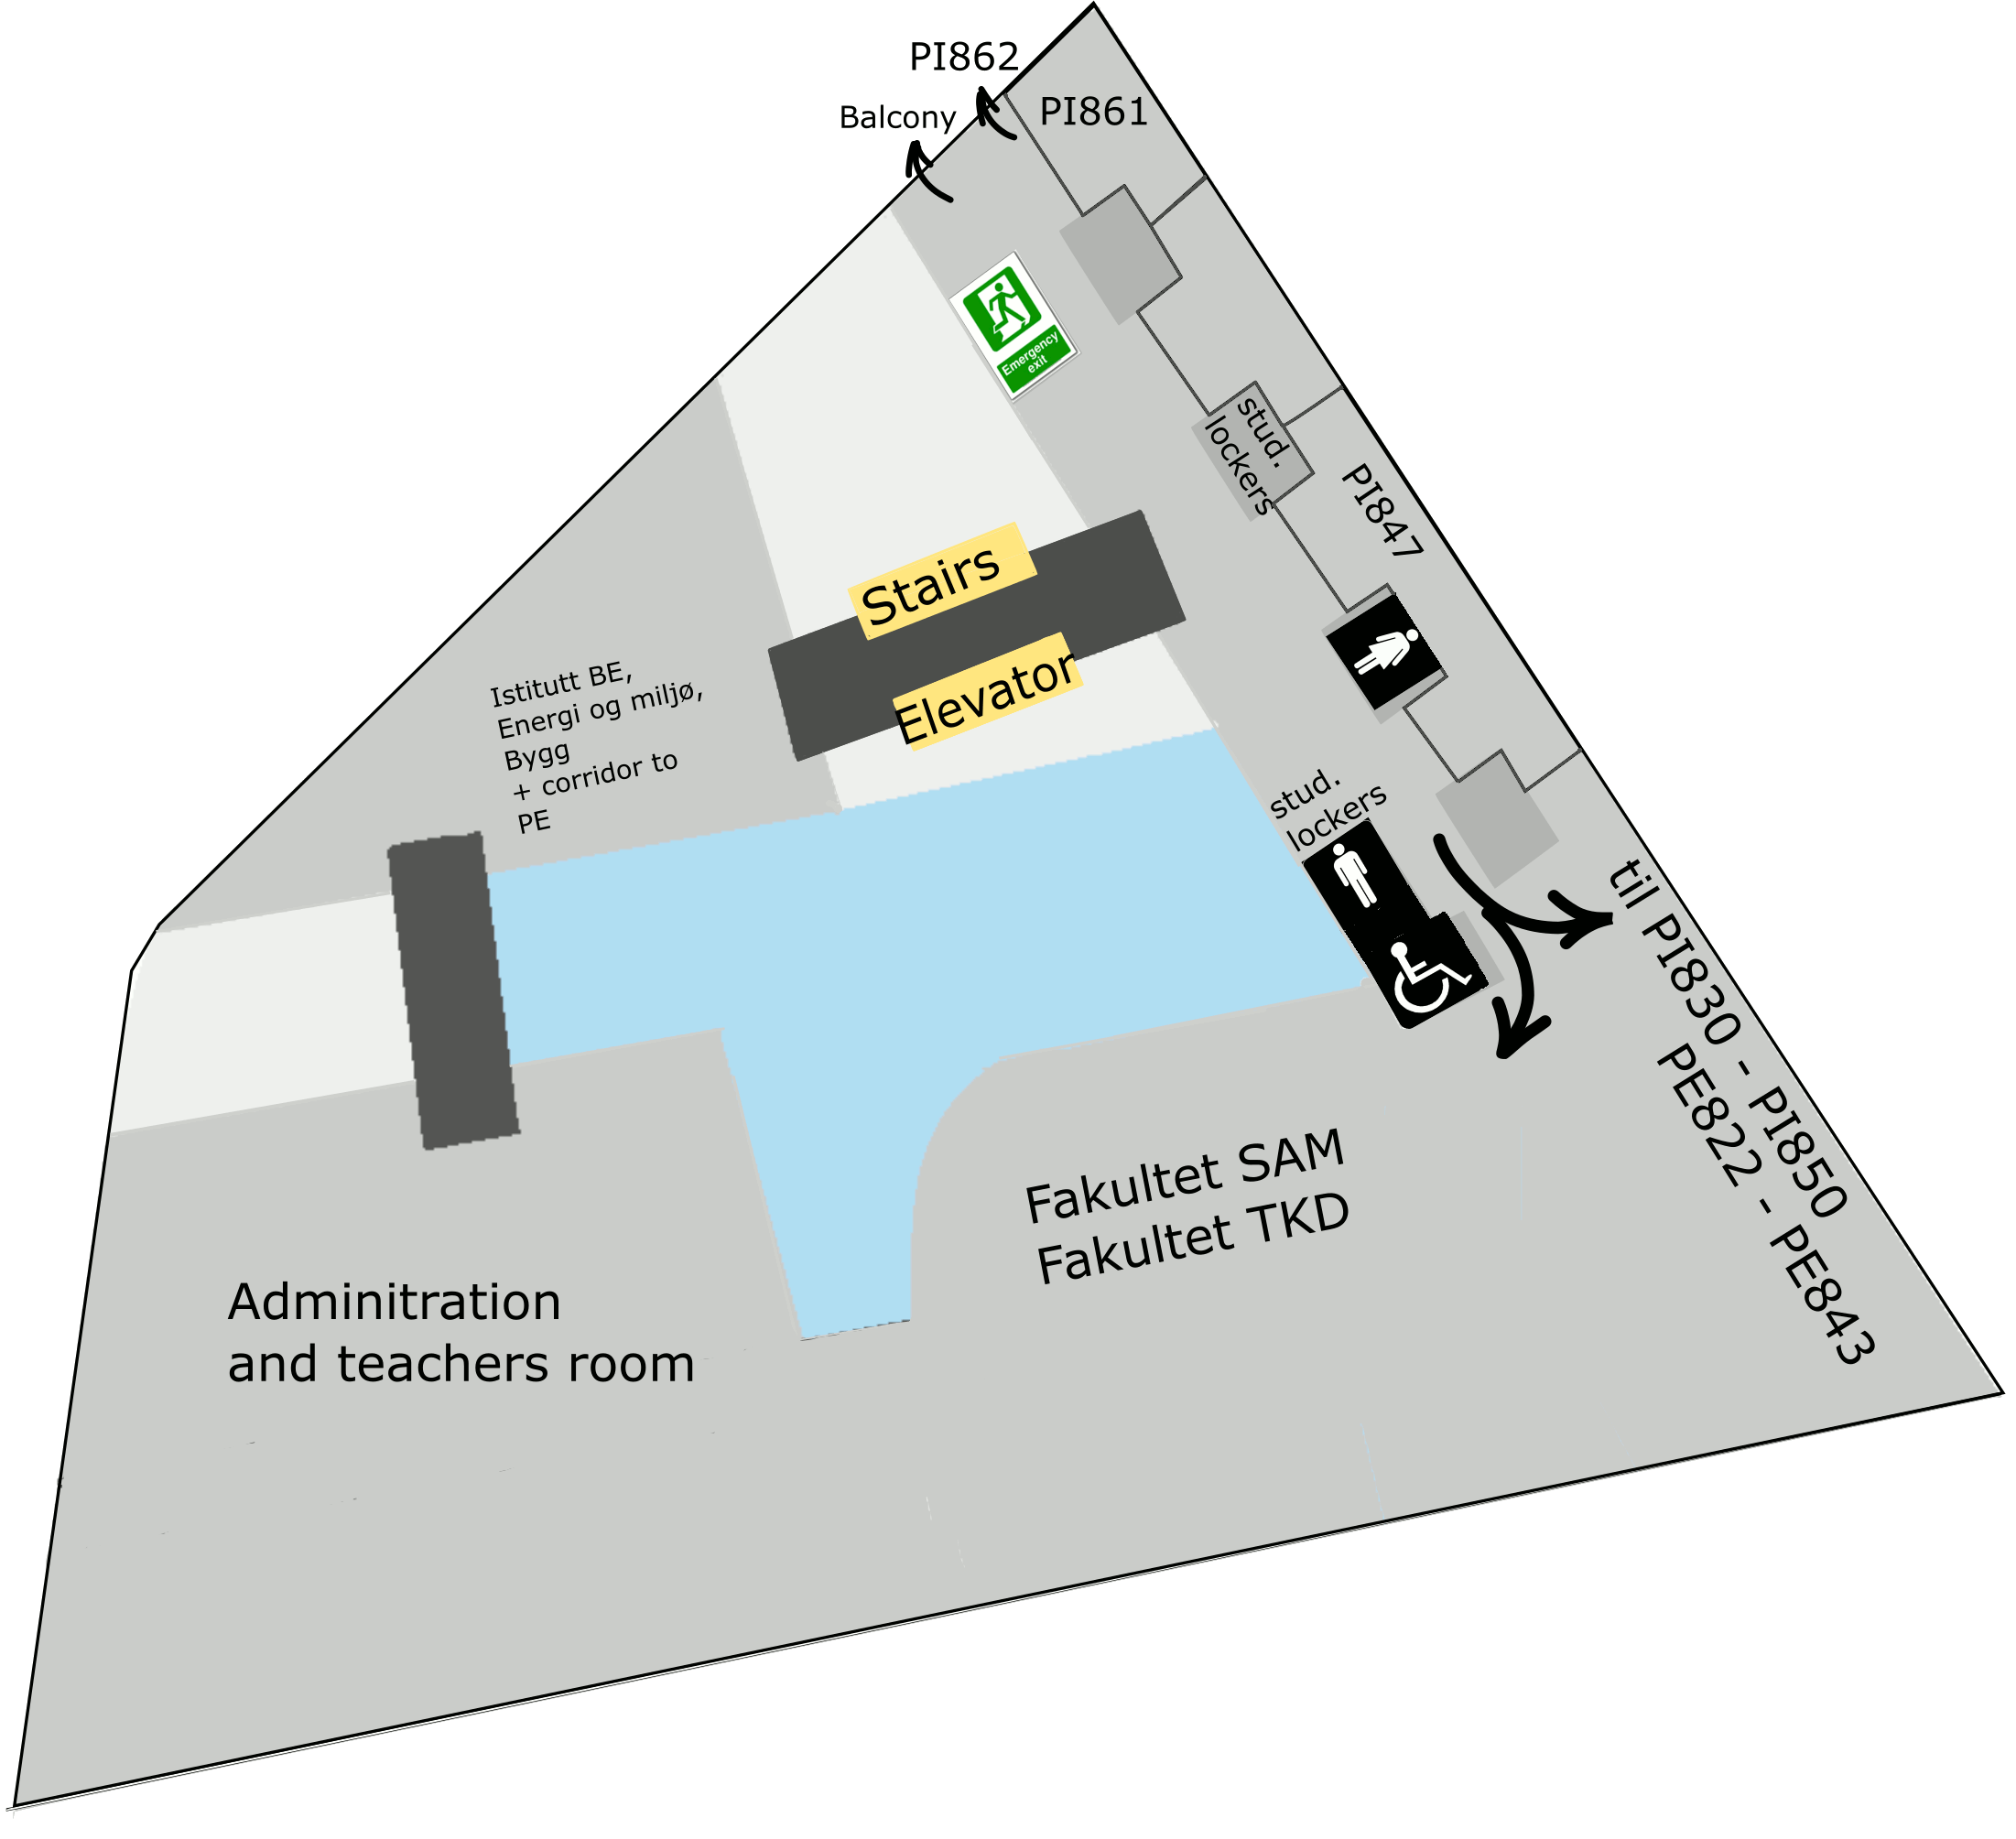 PI862
Balcony
PI861
Emergency
exit
stud.
lockers
PI847
Stairs
Elevator
Istitutt BE,
Energi og miljø,
Bygg
+ corridor to
PE
stud.
lockers
til PI830 - PI850
PE822 - PE843
Fakultet SAM
Fakultet TKD
Adminitration
and teachers room